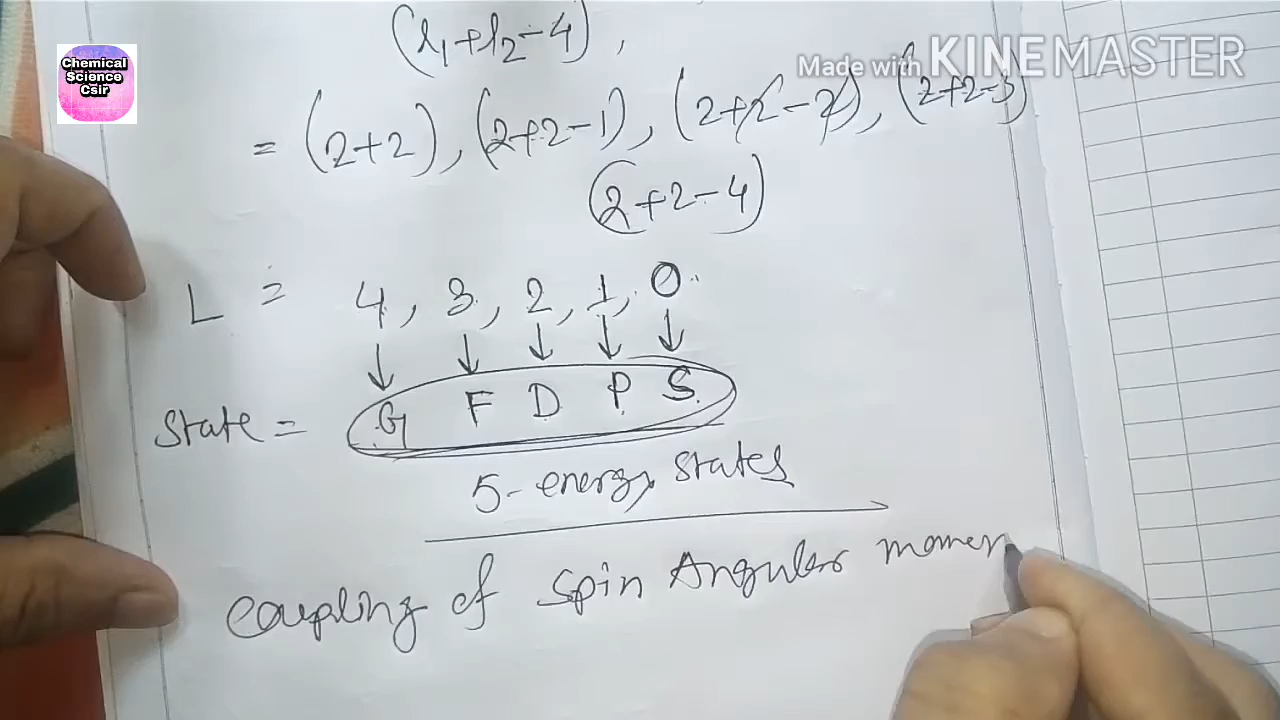 (l₁+l₂-4),
Made with KINEMASTER
Chemical
Science
Csir
= (2+2), (2+2-1), (2+2-2), (2+2-3)
(2+2-4)
L = 4, 3, 2, 1, 0
State = G F D P S
5-energy states
coupling of spin Angular momen